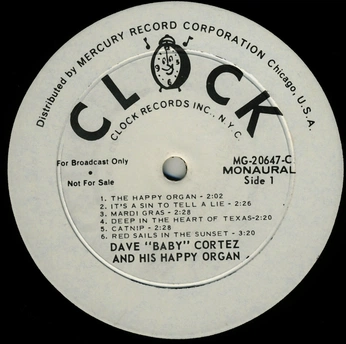 Distributed by MERCURY RECORD CORPORATION Chicago, U.S.A.
CLOCK
CLOCK RECORDS INC., N.Y.C.
For Broadcast Only
•
Not For Sale
MG-20647-C
MONAURAL
Side 1
1. THE HAPPY ORGAN - 2:02
2. IT'S A SIN TO TELL A LIE - 2:26
3. MARDI GRAS - 2:28
4. DEEP IN THE HEART OF TEXAS-2:20
5. CATNIP - 2:28
6. RED SAILS IN THE SUNSET - 3:20
DAVE "BABY" CORTEZ
AND HIS HAPPY ORGAN